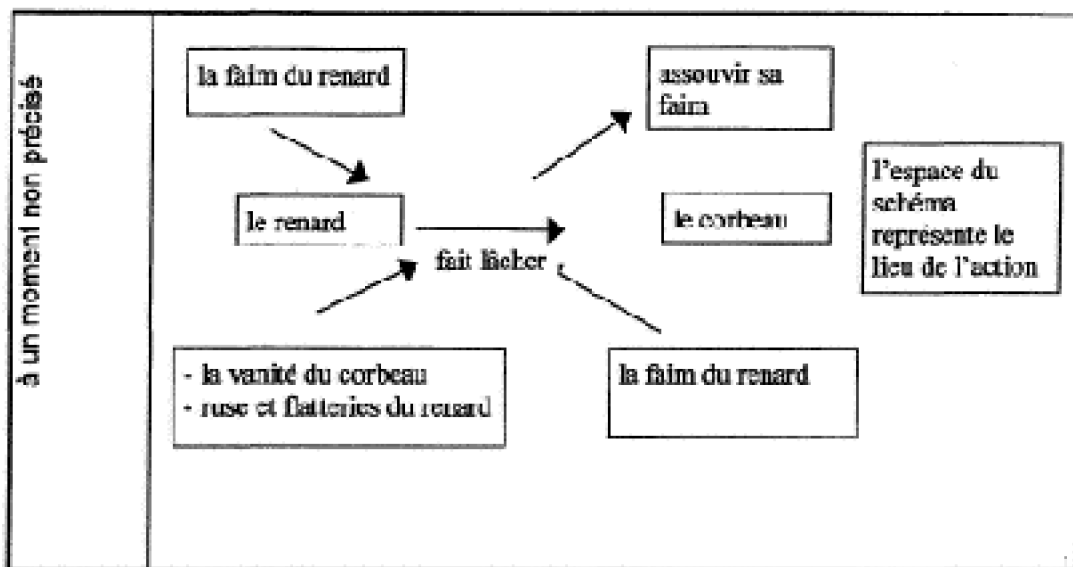 à un moment non précisé
la faim du renard
assouvir sa
faim
le renard
fait lâcher
le corbeau
l'espace du
schéma
représente le
lieu de l'action
- la vanité du corbeau
- ruse et flatteries du renard
la faim du renard